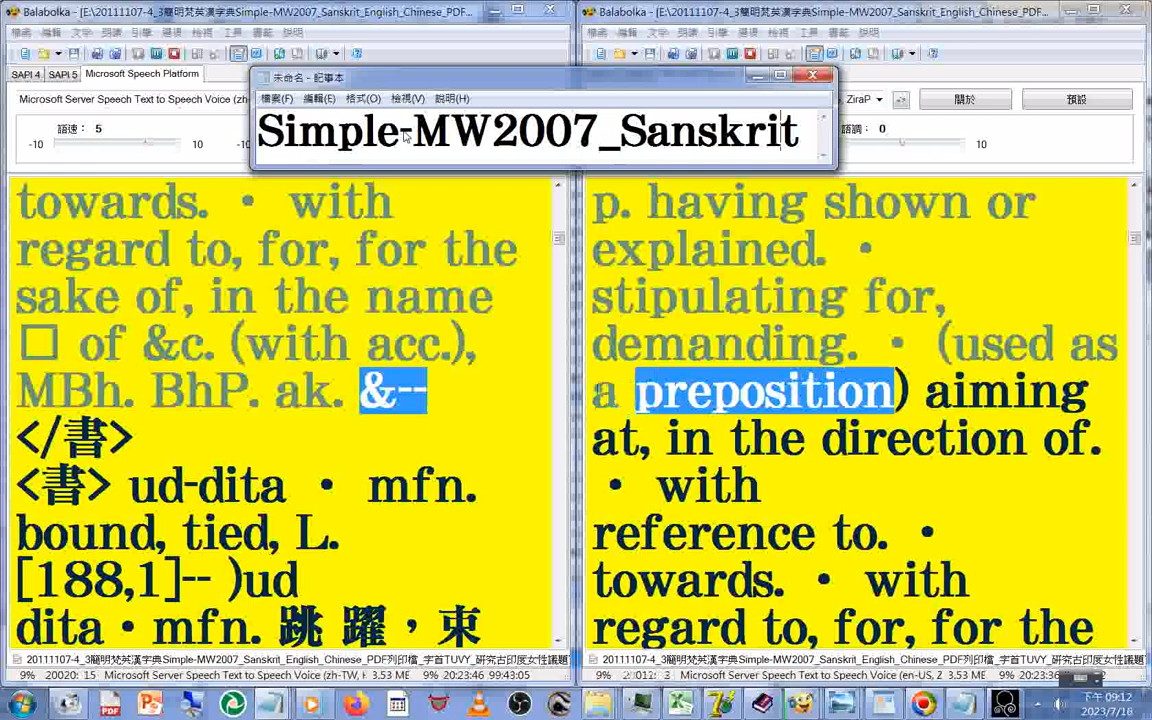 Balabolka - [E:\20111107-4_3簡明梵英漢字典Simple-MW2007_Sanskrit_English_Chinese_PDF...
Balabolka - [E:\20111107-4_3簡明梵英漢字典Simple-MW2007_Sanskrit_English_Chinese_PDF...
SAPI 4 SAPI 5 Microsoft Speech Platform
未命名 - 記事本
Microsoft Server Speech Text to Speech Voice (zh-
檔案(F) 編輯(E) 格式(O) 檢視(V) 說明(H)
ZiraP
關於
預設
語速: 5
Simple-MW2007_Sanskrit
語調: 0
-10
10
towards. • with
regard to, for, for the
sake of, in the name
□ of &c. (with acc.),
MBh. BhP. ak. &--
</書>
<書> ud-dita • mfn.
bound, tied, L.
[188,1]-- )ud
dita • mfn. 跳 躍，束
p. having shown or
explained. •
stipulating for,
demanding. • (used as
a preposition) aiming
at, in the direction of.
• with
reference to. •
towards. • with
regard to, for, for the
20111107-4_3簡明梵英漢字典Simple-MW2007_Sanskrit_English_Chinese_PDF列印檔_字首TUVY_研究古印度女性議題
20111107-4_3簡明梵英漢字典Simple-MW2007_Sanskrit_English_Chinese_PDF列印檔_字首TUVY_研究古印度女性議題
9% 20020: 15 Microsoft Server Speech Text to Speech Voice (zh-TW, H 3.53 ME 20:23:46 99:43:05
9% Microsoft Server Speech Text to Speech Voice (en-US, Z 3.53 ME 20:23:36
下午 09:12
2023/7/16